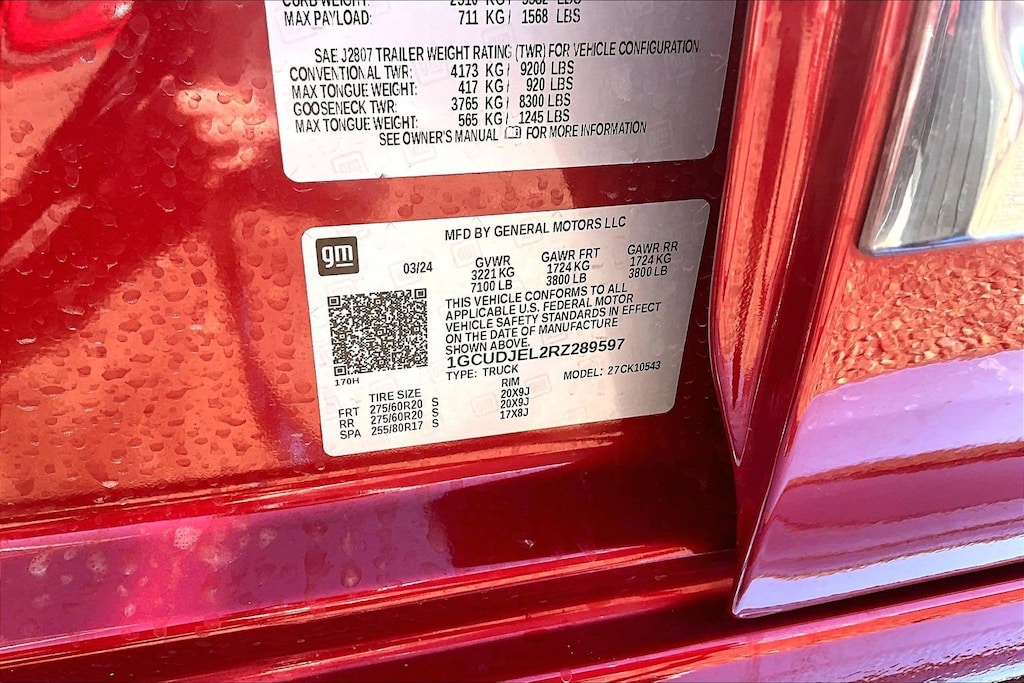 MAX PAYLOAD: 711 KG/ 1568 LBS
SAE J2807 TRAILER WEIGHT RATING (TWR) FOR VEHICLE CONFIGURATION
CONVENTIONAL TWR: 4173 KG/ 9200 LBS
MAX TONGUE WEIGHT: 417 KG/ 920 LBS
GOOSENECK TWR: 3765 KG/ 8300 LBS
MAX TONGUE WEIGHT: 565 KG/ 1245 LBS
SEE OWNER'S MANUAL FOR MORE INFORMATION
gm
MFD BY GENERAL MOTORS LLC
03/24 GVWR GAWR FRT GAWR RR
3221 KG 1724 KG 1724 KG
7100 LB 3800 LB 3800 LB
THIS VEHICLE CONFORMS TO ALL
APPLICABLE U.S. FEDERAL MOTOR
VEHICLE SAFETY STANDARDS IN EFFECT
ON THE DATE OF MANUFACTURE
SHOWN ABOVE.
1GCUDJEL2RZ289597
170H
TYPE: TRUCK MODEL: 27CK10543
TIRE SIZE RIM
FRT 275/60R20 S 20X9J
RR 275/60R20 S 20X9J
SPA 255/80R17 S 17X8J